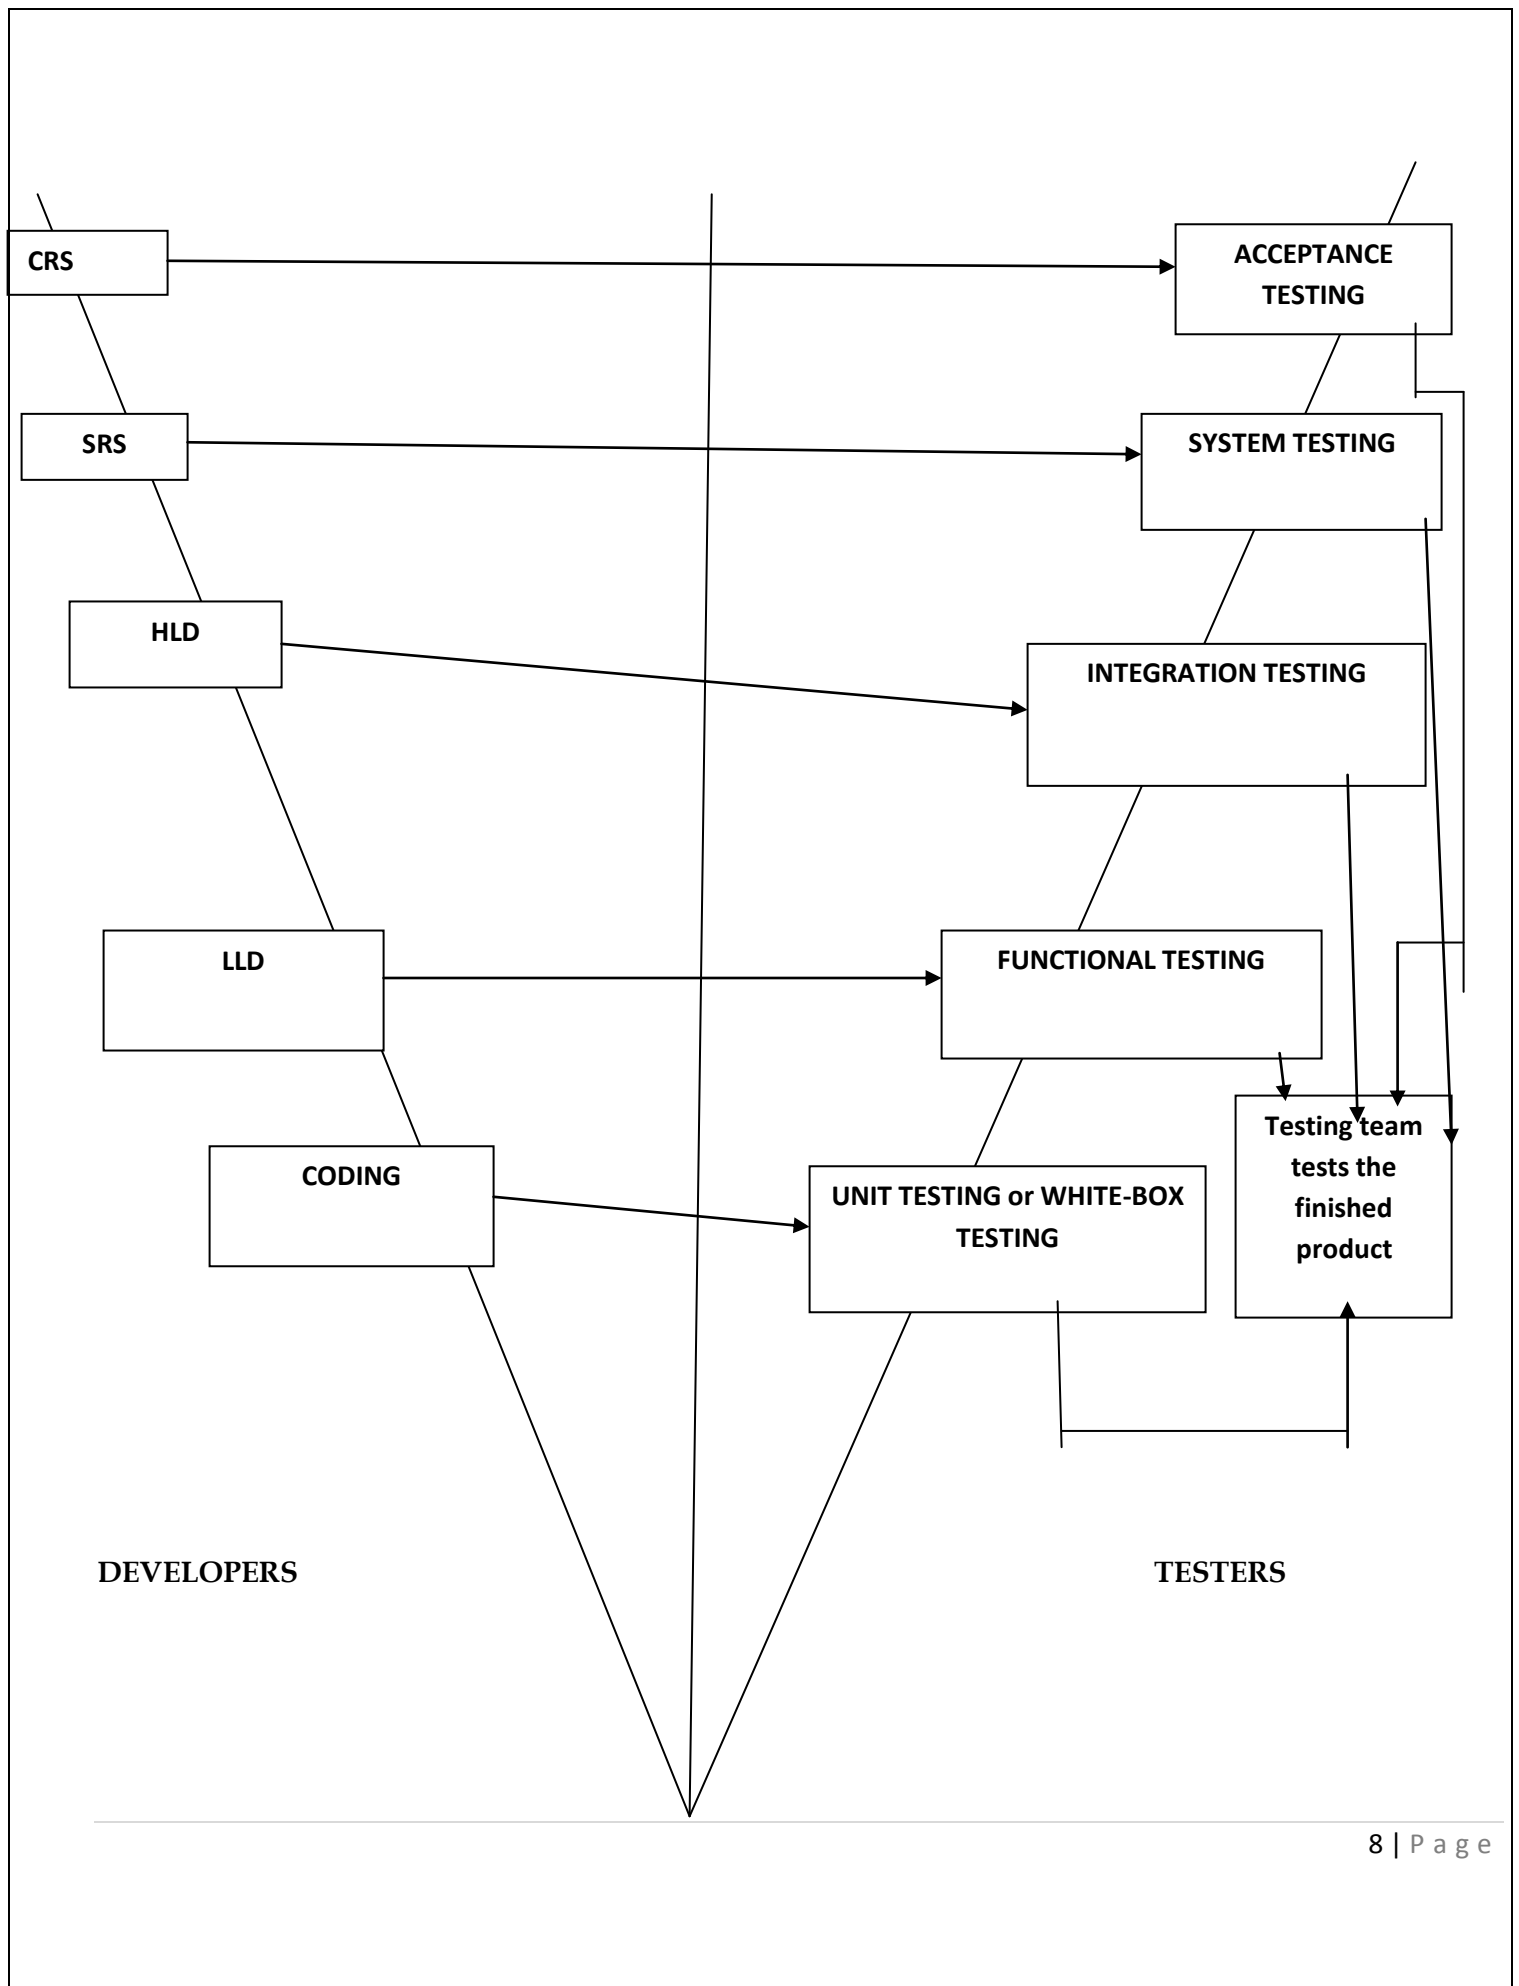 CRS
ACCEPTANCE
TESTING
SRS
SYSTEM TESTING
HLD
INTEGRATION TESTING
LLD
FUNCTIONAL TESTING
CODING
UNIT TESTING or WHITE-BOX
TESTING
Testing team
tests the
finished
product
DEVELOPERS
TESTERS
8 | Page